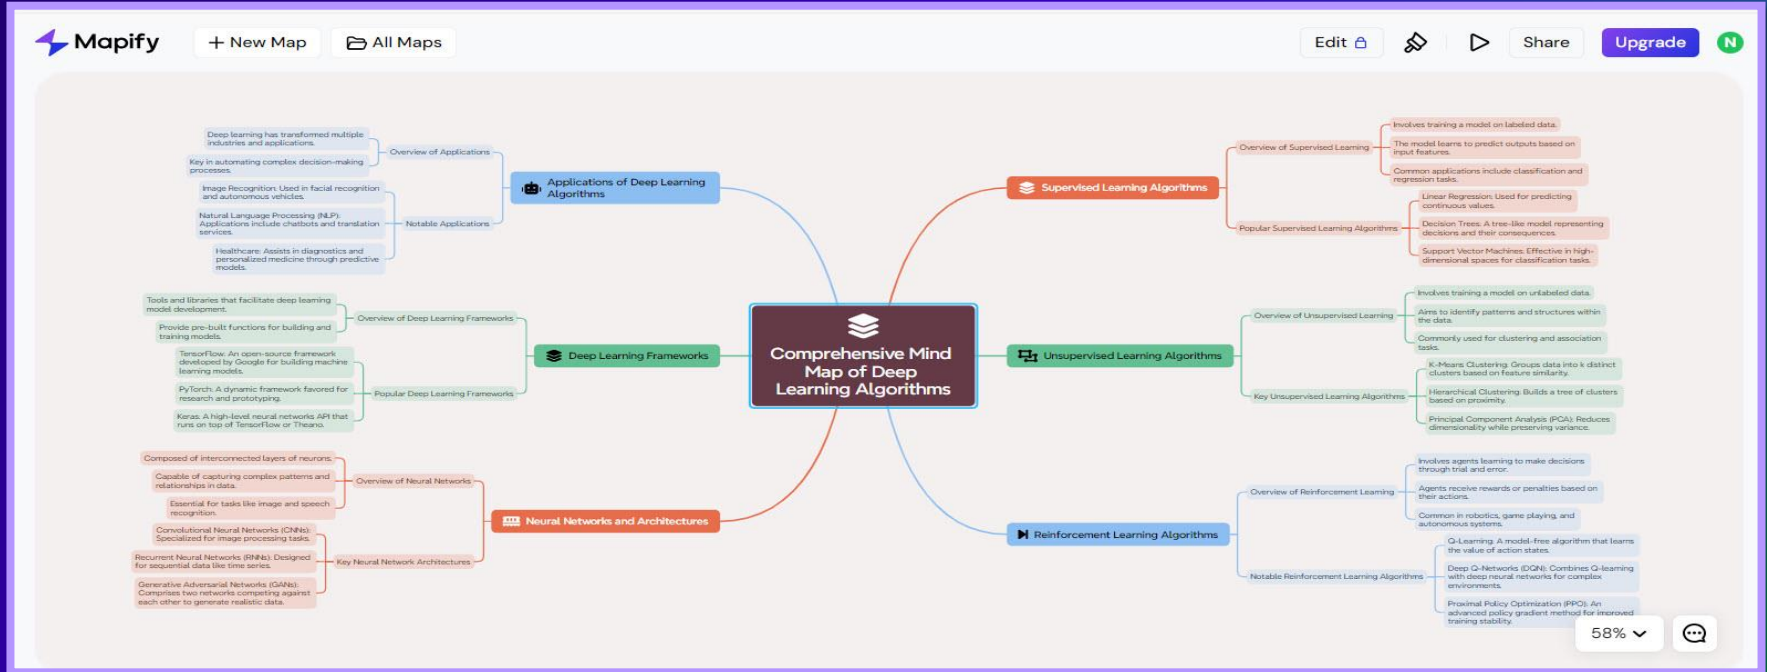 Mapify
+ New Map
All Maps
Edit
Share
Upgrade
N
Comprehensive Mind
Map of Deep
Learning Algorithms
Supervised Learning Algorithms
Overview of Supervised Learning
Involves training a model on labeled data.
The model learns to predict outputs based on
input features.
Common applications include classification and
regression tasks.
Popular Supervised Learning Algorithms
Linear Regression: Used for predicting
continuous values.
Decision Trees: A tree-like model representing
decisions and their consequences.
Support Vector Machines: Effective in high-
dimensional spaces for classification tasks.
Unsupervised Learning Algorithms
Overview of Unsupervised Learning
Involves training a model on unlabeled data.
Aims to identify patterns and structures within
the data.
Commonly used for clustering and association
tasks.
Key Unsupervised Learning Algorithms
K-Means Clustering: Groups data into k distinct
clusters based on feature similarity.
Hierarchical Clustering: Builds a tree of clusters
based on proximity.
Principal Component Analysis (PCA): Reduces
dimensionality while preserving variance.
Reinforcement Learning Algorithms
Overview of Reinforcement Learning
Involves agents learning to make decisions
through trial and error.
Agents receive rewards or penalties based on
their actions.
Common in robotics, game playing, and
autonomous systems.
Notable Reinforcement Learning Algorithms
Q-Learning: A model-free algorithm that learns
the value of action states.
Deep Q-Networks (DQN): Combines Q-learning
with deep neural networks for complex
environments.
Proximal Policy Optimization (PPO): An
advanced policy gradient method for improved
training stability.
Applications of Deep Learning
Algorithms
Overview of Applications
Deep learning has transformed multiple
industries and applications.
Key in automating complex decision-making
processes.
Notable Applications
Image Recognition: Used in facial recognition
and autonomous vehicles.
Natural Language Processing (NLP):
Applications include chatbots and translation
services.
Healthcare: Assists in diagnostics and
personalized medicine through predictive
models.
Deep Learning Frameworks
Overview of Deep Learning Frameworks
Tools and libraries that facilitate deep learning
model development.
Provide pre-built functions for building and
training models.
Popular Deep Learning Frameworks
TensorFlow: An open-source framework
developed by Google for building machine
learning models.
PyTorch: A dynamic framework favored for
research and prototyping.
Keras: A high-level neural networks API that
runs on top of TensorFlow or Theano.
Neural Networks and Architectures
Overview of Neural Networks
Composed of interconnected layers of neurons.
Capable of capturing complex patterns and
relationships in data.
Essential for tasks like image and speech
recognition.
Key Neural Network Architectures
Convolutional Neural Networks (CNNs):
Specialized for image processing tasks.
Recurrent Neural Networks (RNNs): Designed
for sequential data like time series.
Generative Adversarial Networks (GANs):
Comprises two networks competing against
each other to generate realistic data.
58%